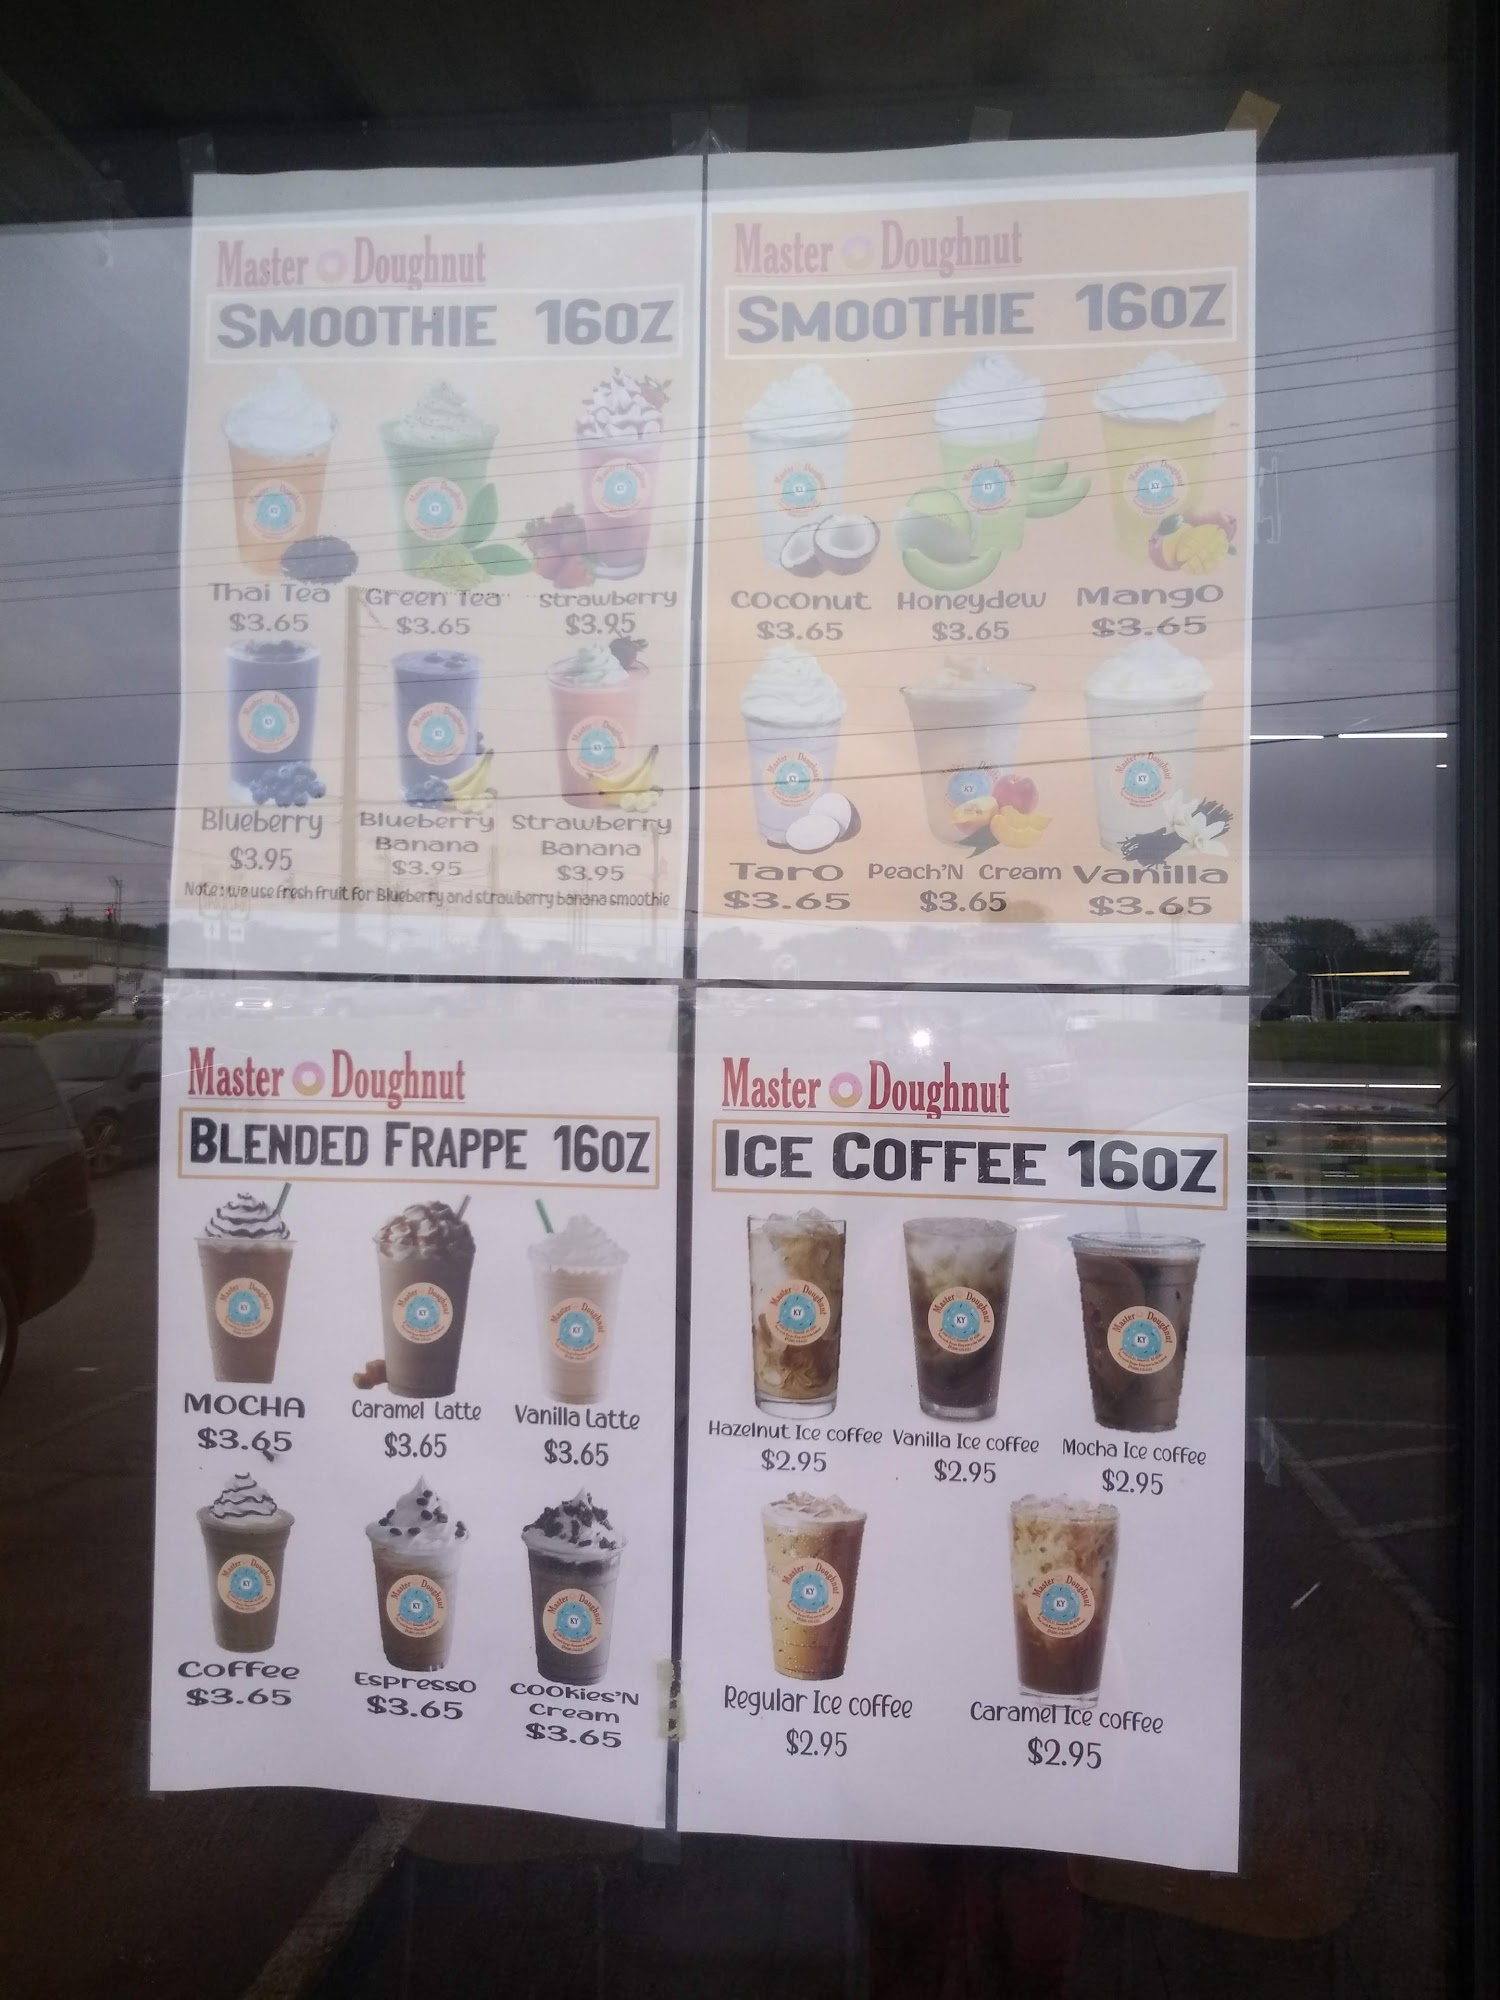 Master Doughnut
SMOOTHIE 16OZ
Thai Tea
$3.65
Green Tea
$3.65
Strawberry
$3.95
Blueberry
$3.95
Blueberry
Banana
$3.95
Strawberry
Banana
$3.95
Note: we use fresh fruit for Blueberry and strawberry banana smoothie
Master Doughnut
SMOOTHIE 16OZ
Coconut
$3.65
Honeydew
$3.65
Mango
$3.65
Taro
$3.65
Peach'N Cream
$3.65
Vanilla
$3.65
Master Doughnut
BLENDED FRAPPE 16OZ
MOCHA
$3.65
Caramel Latte
$3.65
Vanilla Latte
$3.65
Coffee
$3.65
Espresso
$3.65
Cookies'N
Cream
$3.65
Master Doughnut
ICE COFFEE 16OZ
Hazelnut Ice coffee
$2.95
Vanilla Ice coffee
$2.95
Mocha Ice coffee
$2.95
Regular Ice coffee
$2.95
Caramel Ice coffee
$2.95